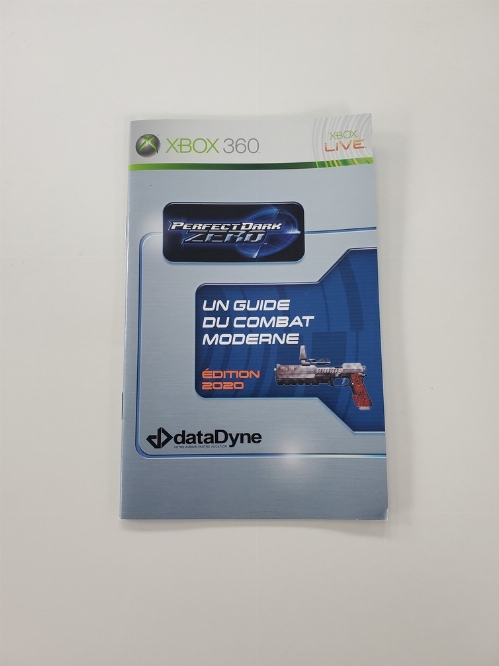 XBOX 360
XBOX
LIVE
PERFECT DARK
ZERO
UN GUIDE
DU COMBAT
MODERNE
ÉDITION
2020
dataDyne